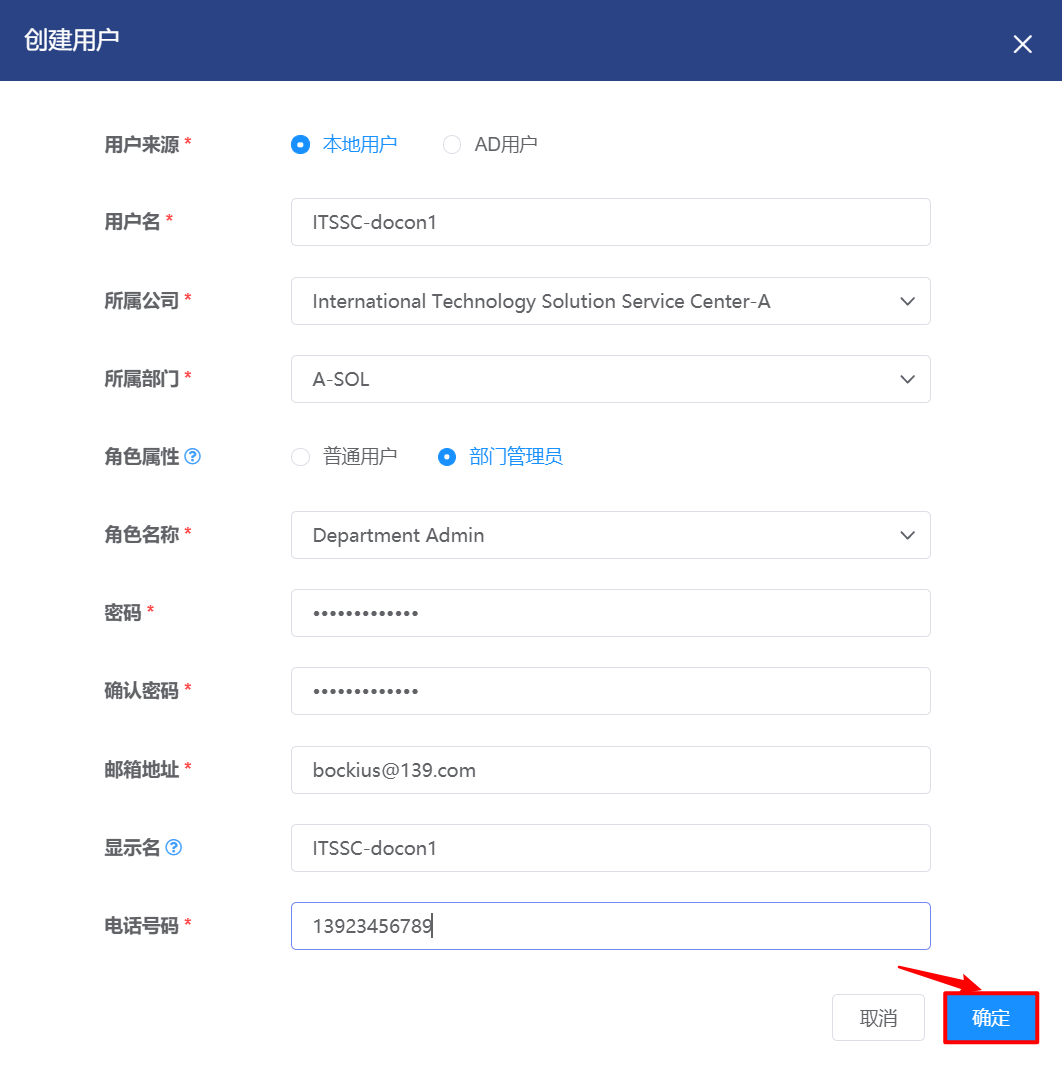 创建用户
用户来源 * 本地用户 AD用户
用户名 * ITSSC-docon1
所属公司 * International Technology Solution Service Center-A
所属部门 * A-SOL
角色属性 ? 普通用户 部门管理员
角色名称 * Department Admin
密码 * •••••••••••••
确认密码 * •••••••••••••
邮箱地址 * bockius@139.com
显示名 ? ITSSC-docon1
电话号码 * 13923456789
取消 确定